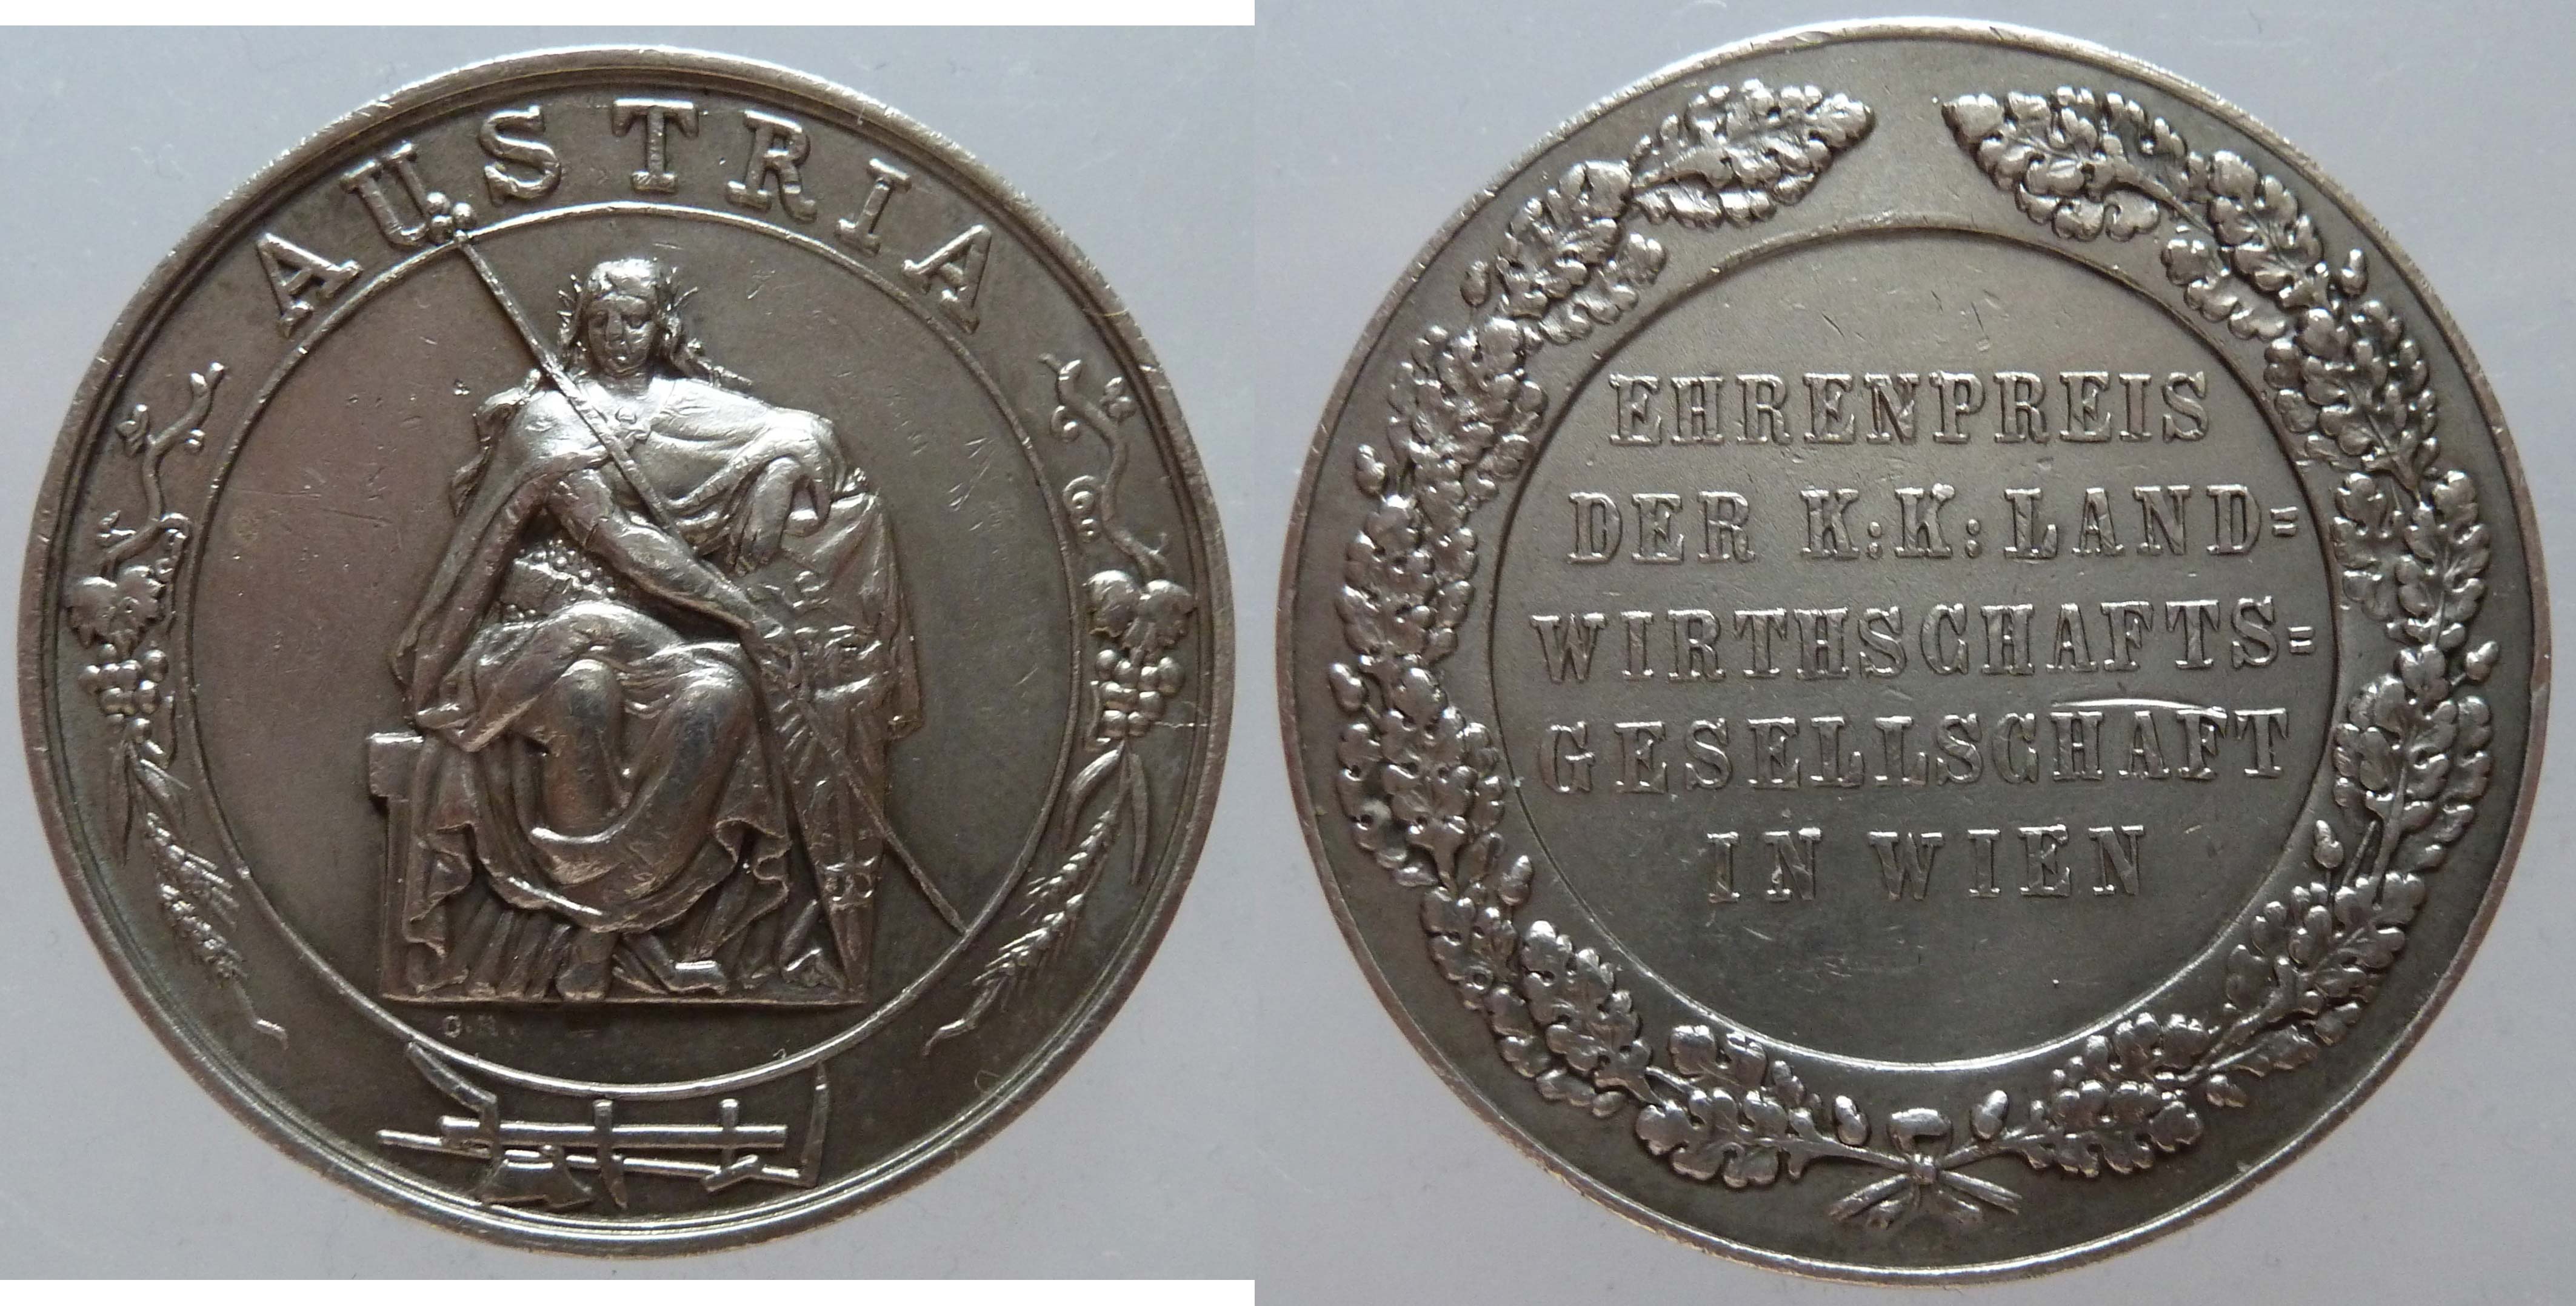 AUSTRIA
EHRENPREIS
DER K:K: LAND=
WIRTHSCHAFTS=
GESELLSCHAFT
IN WIEN